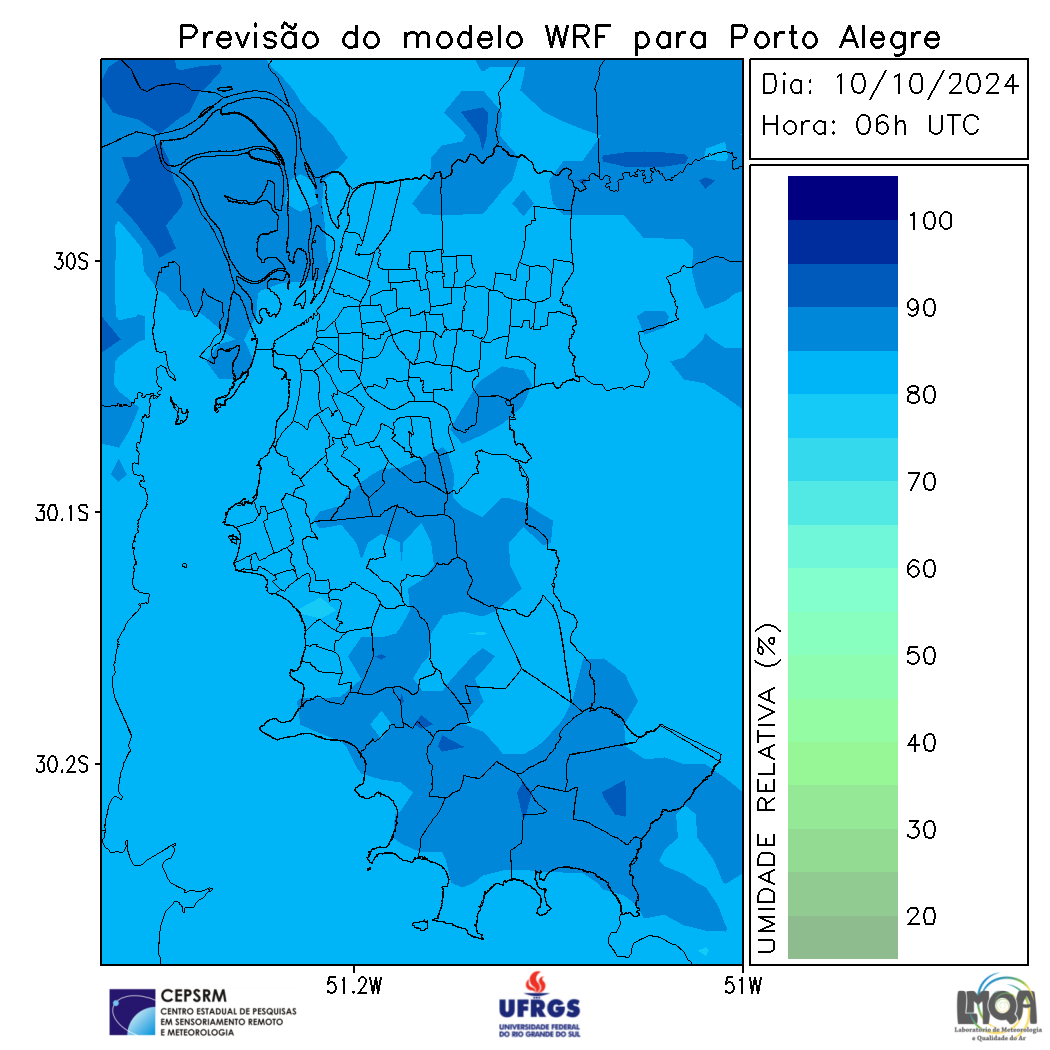 Previsão do modelo WRF para Porto Alegre
Dia: 10/10/2024
Hora: 06h UTC
100
90
80
70
60
50
40
30
20
UMIDADE RELATIVA (%)
30S
30.1S
30.2S
51.2W
51W
CEPSRM
CENTRO ESTADUAL DE PESQUISAS
EM SENSORIAMENTO REMOTO
E METEOROLOGIA
UFRGS
UNIVERSIDADE FEDERAL
DO RIO GRANDE DO SUL
LMQA
Laboratório de Meteorologia
e Qualidade do Ar